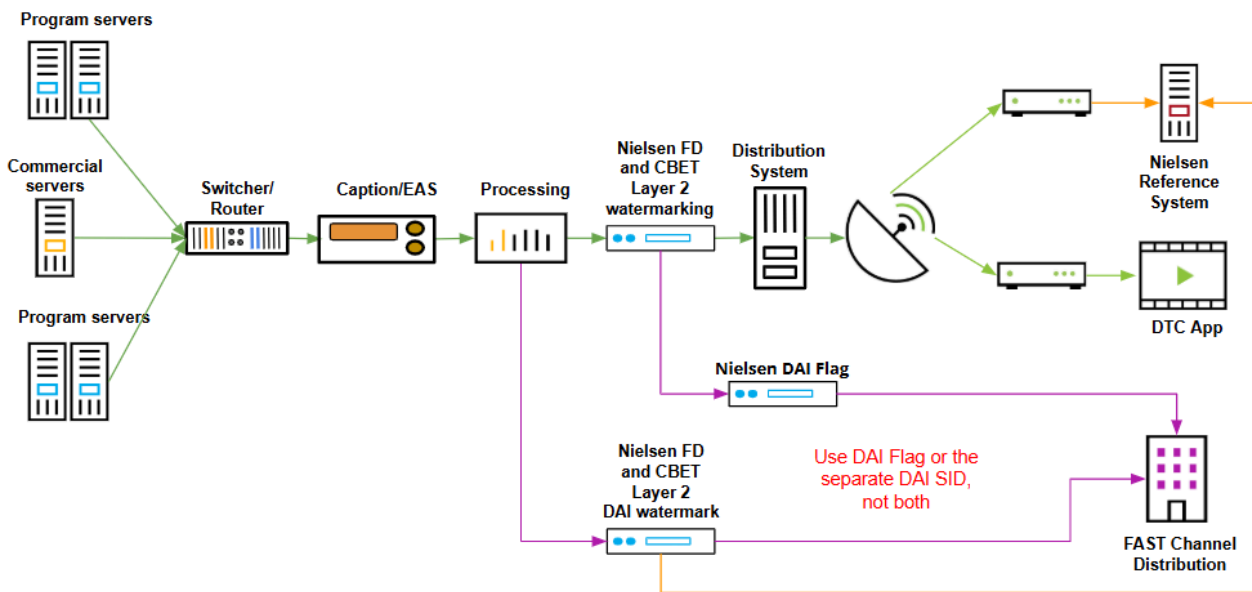 Program servers
Commercial
servers
Program servers
Switcher/
Router
Caption/EAS
Processing
Nielsen FD
and CBET
Layer 2
watermarking
Distribution
System
Nielsen
Reference
System
DTC App
Nielsen DAI Flag
Nielsen FD
and CBET
Layer 2
DAI watermark
Use DAI Flag or the
separate DAI SID,
not both
FAST Channel
Distribution